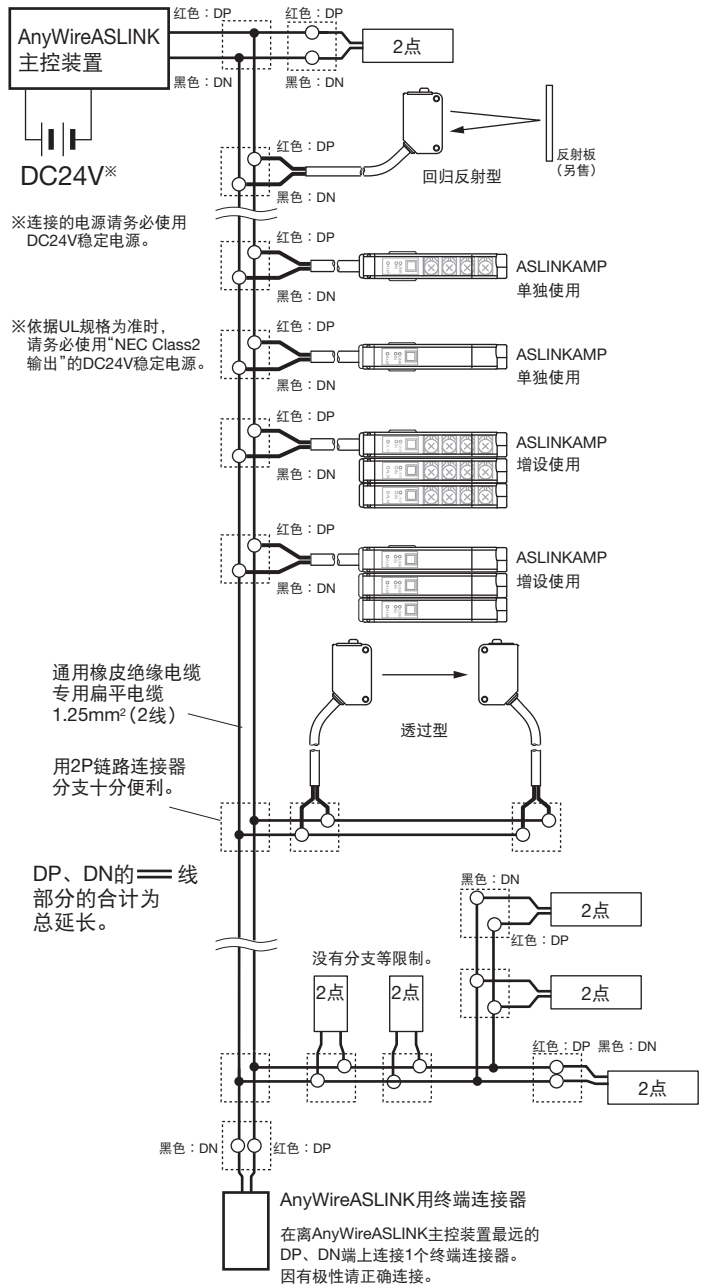 AnyWireASLINK
主控装置
红色：DP
红色：DP
2点
黑色：DN
黑色：DN
DC24V※
※连接的电源请务必使用
DC24V稳定电源。
※依据UL规格为准时，
请务必使用“NEC Class2
输出”的DC24V稳定电源。
红色：DP
黑色：DN
回归反射型
反射板
（另售）
红色：DP
黑色：DN
ASLINKAMP
单独使用
红色：DP
黑色：DN
ASLINKAMP
单独使用
红色：DP
黑色：DN
ASLINKAMP
增设使用
红色：DP
黑色：DN
ASLINKAMP
增设使用
通用橡皮绝缘电缆
专用扁平电缆
1.25mm²（2线）
透过型
用2P链路连接器
分支十分便利。
DP、DN的 线
部分的合计为
总延长。
黑色：DN
2点
红色：DP
没有分支等限制。
2点
2点
2点
红色：DP 黑色：DN
2点
黑色：DN
红色：DP
AnyWireASLINK用终端连接器
在离AnyWireASLINK主控装置最远的
DP、DN端上连接1个终端连接器。
因有极性请正确连接。